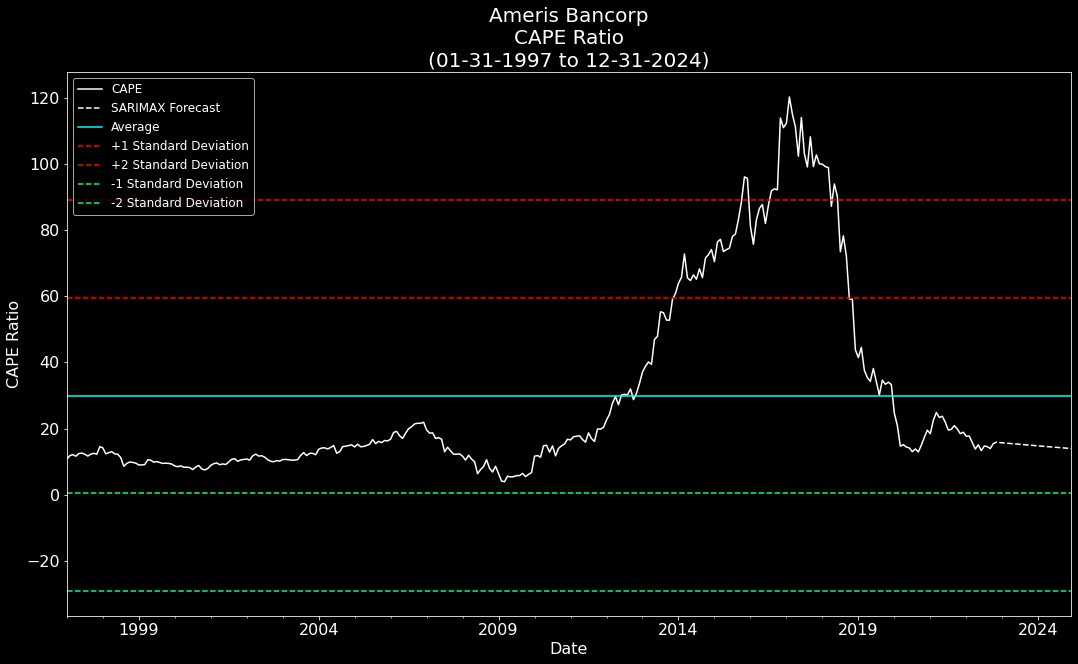 Ameris Bancorp
CAPE Ratio
(01-31-1997 to 12-31-2024)
CAPE
SARIMAX Forecast
Average
+1 Standard Deviation
+2 Standard Deviation
-1 Standard Deviation
-2 Standard Deviation
120
100
80
60
40
20
0
−20
CAPE Ratio
1999
2004
2009
2014
2019
2024
Date